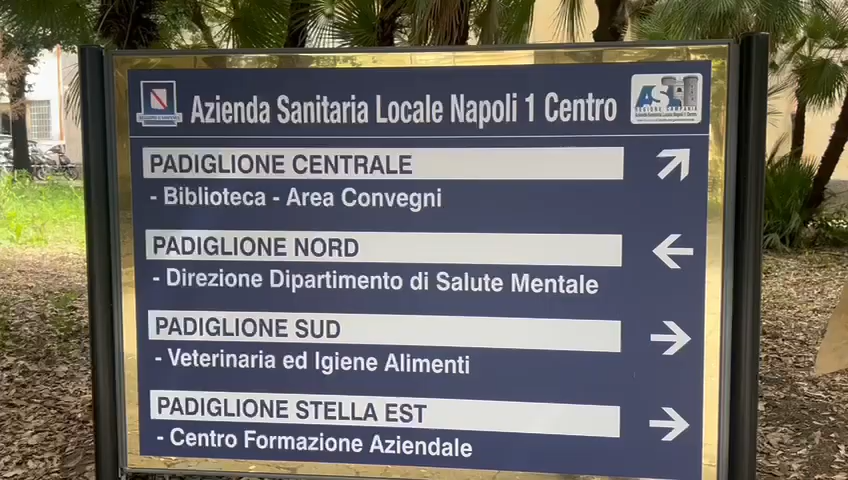 Azienda Sanitaria Locale Napoli 1 Centro
ASL
PADIGLIONE CENTRALE
- Biblioteca - Area Convegni
PADIGLIONE NORD
- Direzione Dipartimento di Salute Mentale
PADIGLIONE SUD
- Veterinaria ed Igiene Alimenti
PADIGLIONE STELLA EST
- Centro Formazione Aziendale